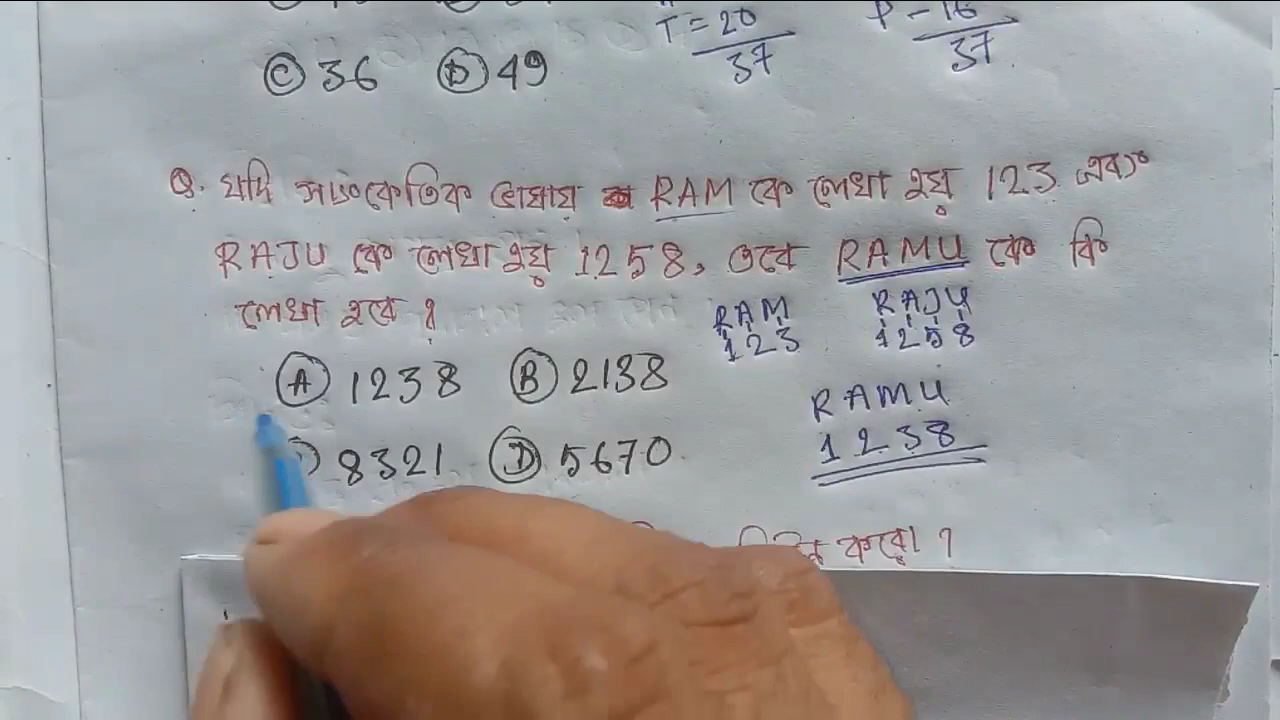 Ⓒ 36 Ⓓ 49
T = 20/37
P - 16/37
Q. যদি সাংকেতিক ভাষায় RAM কে লেখা হয় 123 এবং
RAJU কে লেখা হয় 1258, তবে RAMU কে কি
লেখা হবে ?
RAM
123
RAJU
1258
Ⓐ 1238 Ⓑ 2138
8321 Ⓓ 5670
RAMU
1238
করো ?